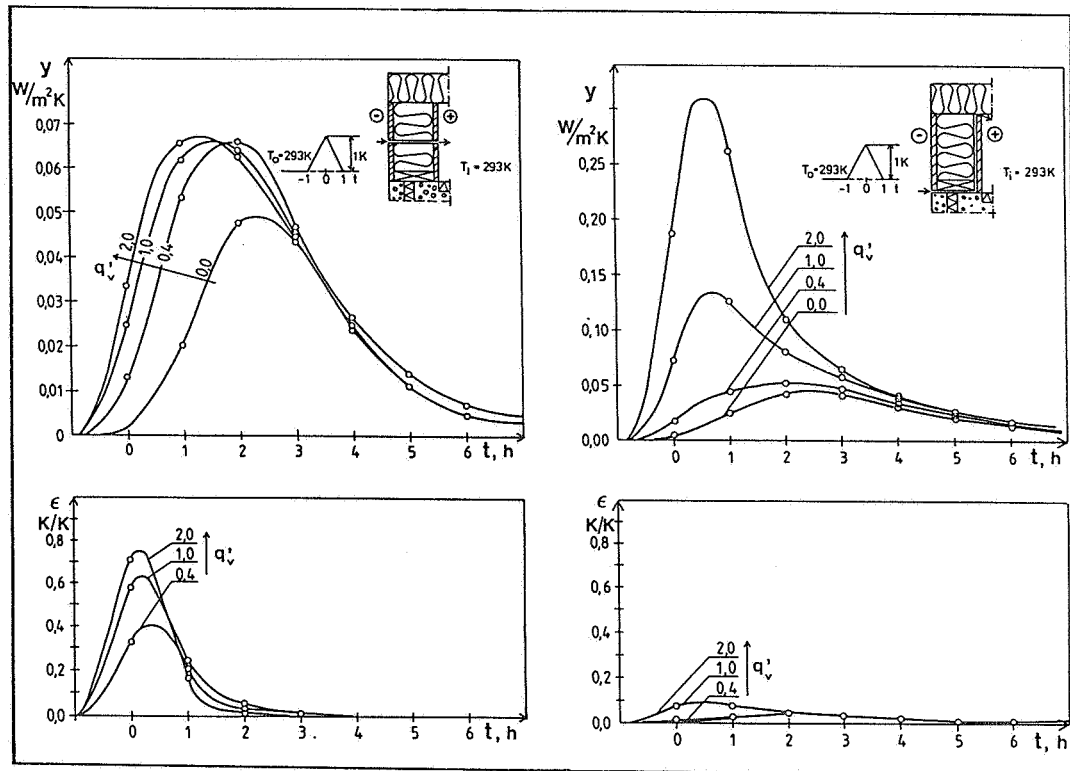 y
W/m²K
0,07
0,06
0,05
0,04
0,03
0,02
0,01
0
0 1 2 3 4 5 6 t, h
2,0
1,0
0,4
0,0
q'v
T₀=293K
1K
-1 0 1 t
- +
Tᵢ = 293K
y
W/m²K
0,25
0,20
0,15
0,10
0,05
0,00
0 1 2 3 4 5 6 t, h
2,0
1,0
0,4
0,0
q'v
T₀=293K
1K
-1 0 1 t
- +
Tᵢ = 293K
ϵ
K/K
0,8
0,6
0,4
0,2
0,0
0 1 2 3 4 5 6 t, h
2,0
1,0
0,4
q'v
ϵ
K/K
0,8
0,6
0,4
0,2
0,0
0 1 2 3 4 5 6 t, h
2,0
1,0
0,4
q'v